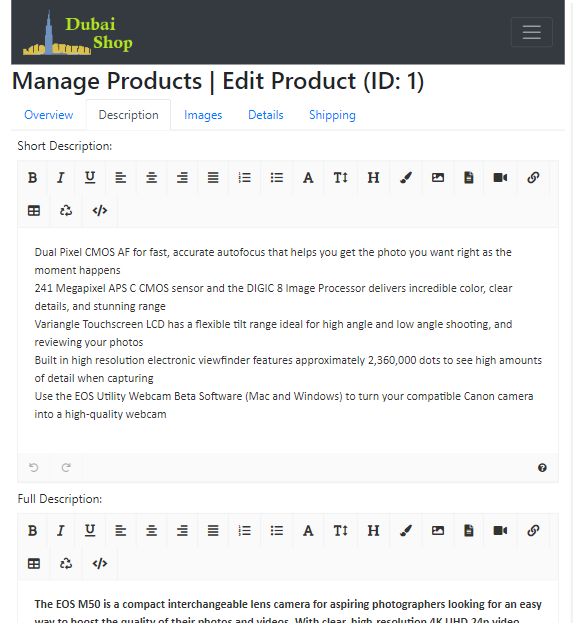 Dubai
Shop
Manage Products | Edit Product (ID: 1)
Overview Description Images Details Shipping
Short Description:
Dual Pixel CMOS AF for fast, accurate autofocus that helps you get the photo you want right as the
moment happens
241 Megapixel APS C CMOS sensor and the DIGIC 8 Image Processor delivers incredible color, clear
details, and stunning range
Variangle Touchscreen LCD has a flexible tilt range ideal for high angle and low angle shooting, and
reviewing your photos
Built in high resolution electronic viewfinder features approximately 2,360,000 dots to see high amounts
of detail when capturing
Use the EOS Utility Webcam Beta Software (Mac and Windows) to turn your compatible Canon camera
into a high-quality webcam
Full Description:
The EOS M50 is a compact interchangeable lens camera for aspiring photographers looking for an easy
way to boost the quality of their photos and videos. With clear, high-resolution 4K UHD 24p video